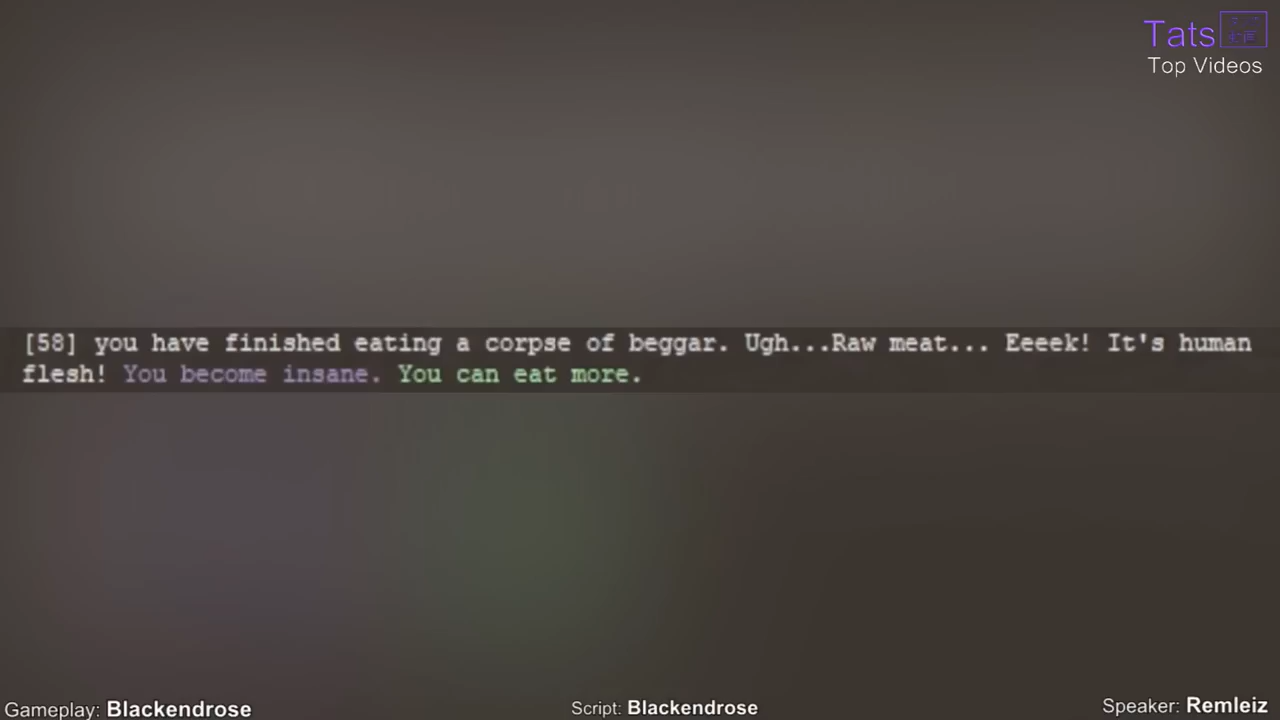 Tats
Top Videos
[58] you have finished eating a corpse of beggar. Ugh...Raw meat... Eeeek! It's human
flesh! You become insane. You can eat more.
Gameplay: Blackendrose
Script: Blackendrose
Speaker: Remleiz